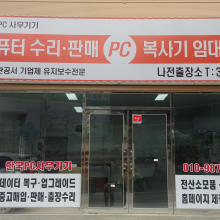 PC 사무기기
퓨터 수리·판매 PC 복사기 임대
관공서 기업체 유지보수전문 나전출장소 T:3
한국PC사무기기
데이터 복구·업그레이드
중고매입·판매·출장수리
010-98
전산소모품
홈페이지 제